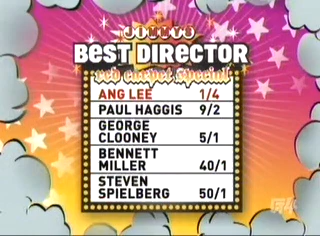 JIMMYS
BEST DIRECTOR
red carpet special
ANG LEE 1/4
PAUL HAGGIS 9/2
GEORGE
CLOONEY 5/1
BENNETT
MILLER 40/1
STEVEN
SPIELBERG 50/1